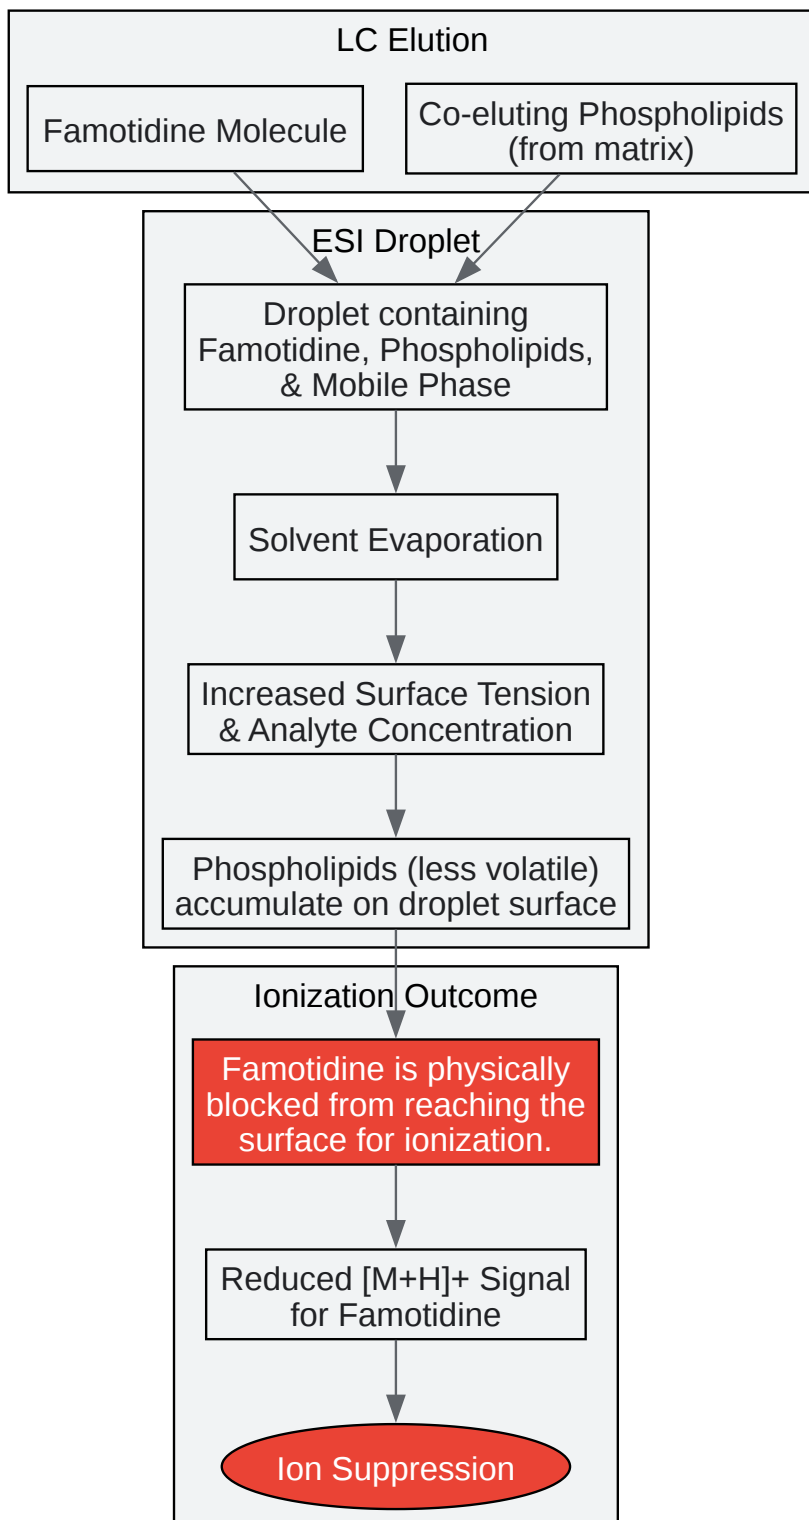 LC Elution
Famotidine Molecule
Co-eluting Phospholipids
(from matrix)
ESI Droplet
Droplet containing
Famotidine, Phospholipids,
& Mobile Phase
Solvent Evaporation
Increased Surface Tension
& Analyte Concentration
Phospholipids (less volatile)
accumulate on droplet surface
Ionization Outcome
Famotidine is physically
blocked from reaching the
surface for ionization.
Reduced [M+H]+ Signal
for Famotidine
Ion Suppression